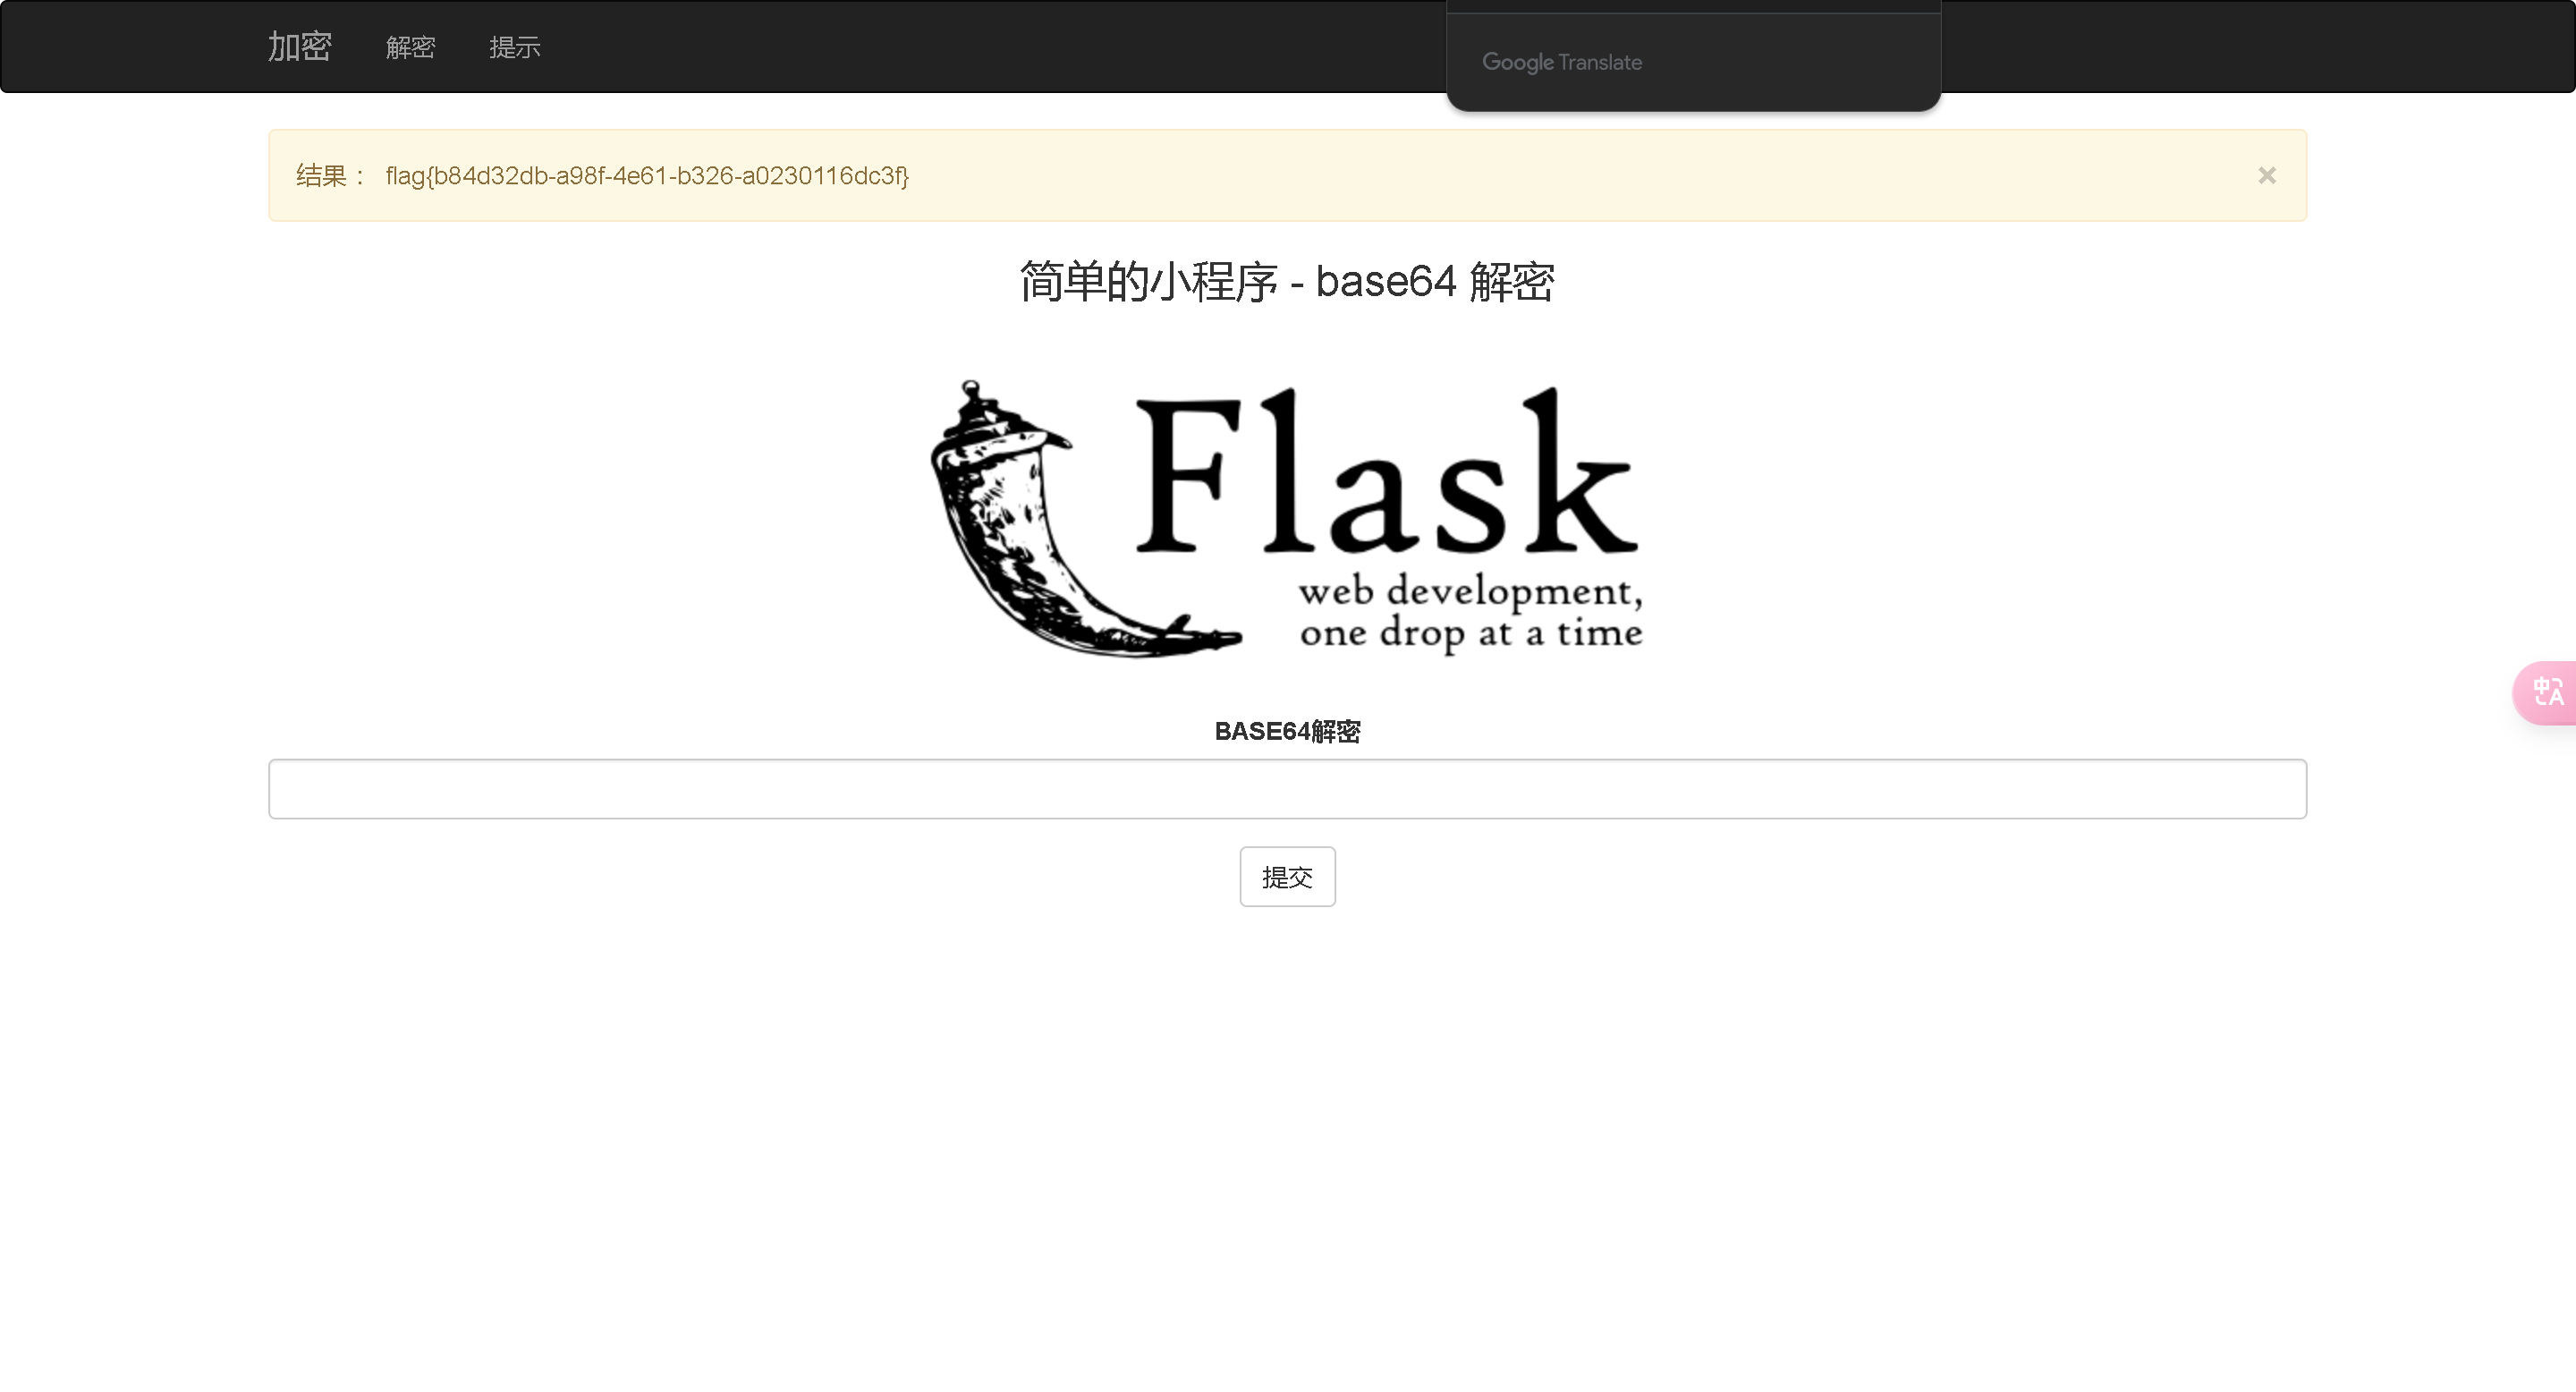 加密 解密 提示
Google Translate
结果 ： flag{b84d32db-a98f-4e61-b326-a0230116dc3f} ×
简单的小程序 - base64 解密
Flask
web development,
one drop at a time
中A
BASE64解密
提交